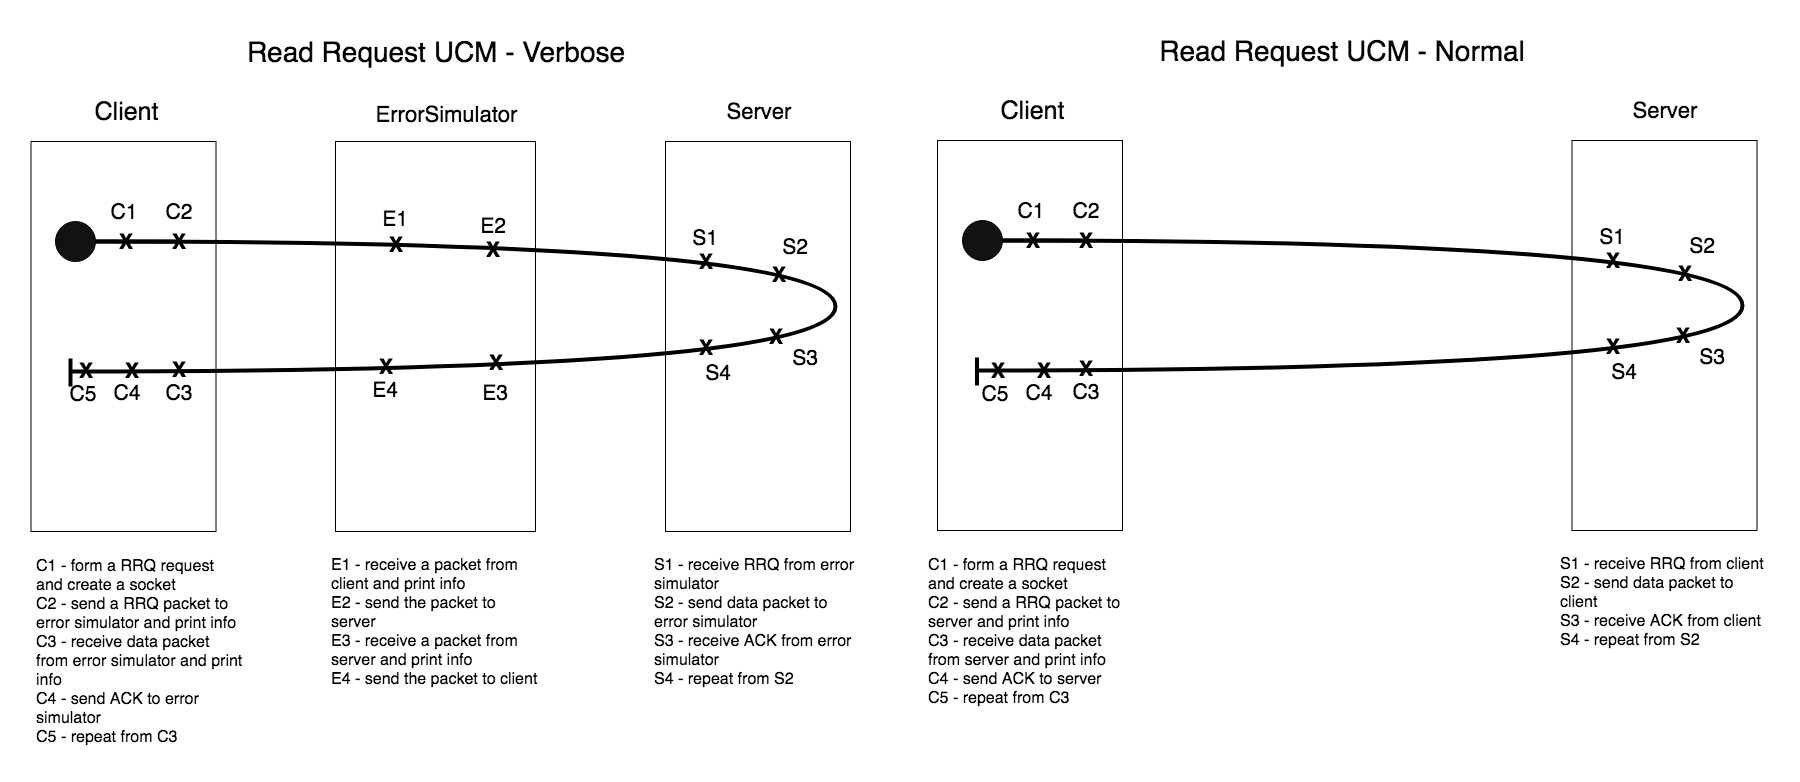 Read Request UCM - Verbose
Client
ErrorSimulator
Server
C1
C2
E1
E2
S1
S2
C5
C4
C3
E4
E3
S4
S3
C1 - form a RRQ request
and create a socket
C2 - send a RRQ packet to
error simulator and print info
C3 - receive data packet
from error simulator and print
info
C4 - send ACK to error
simulator
C5 - repeat from C3
E1 - receive a packet from
client and print info
E2 - send the packet to
server
E3 - receive a packet from
server and print info
E4 - send the packet to client
S1 - receive RRQ from error
simulator
S2 - send data packet to
error simulator
S3 - receive ACK from error
simulator
S4 - repeat from S2
Read Request UCM - Normal
Client
Server
C1
C2
S1
S2
C5
C4
C3
S4
S3
C1 - form a RRQ request
and create a socket
C2 - send a RRQ packet to
server and print info
C3 - receive data packet
from server and print info
C4 - send ACK to server
C5 - repeat from C3
S1 - receive RRQ from client
S2 - send data packet to
client
S3 - receive ACK from client
S4 - repeat from S2